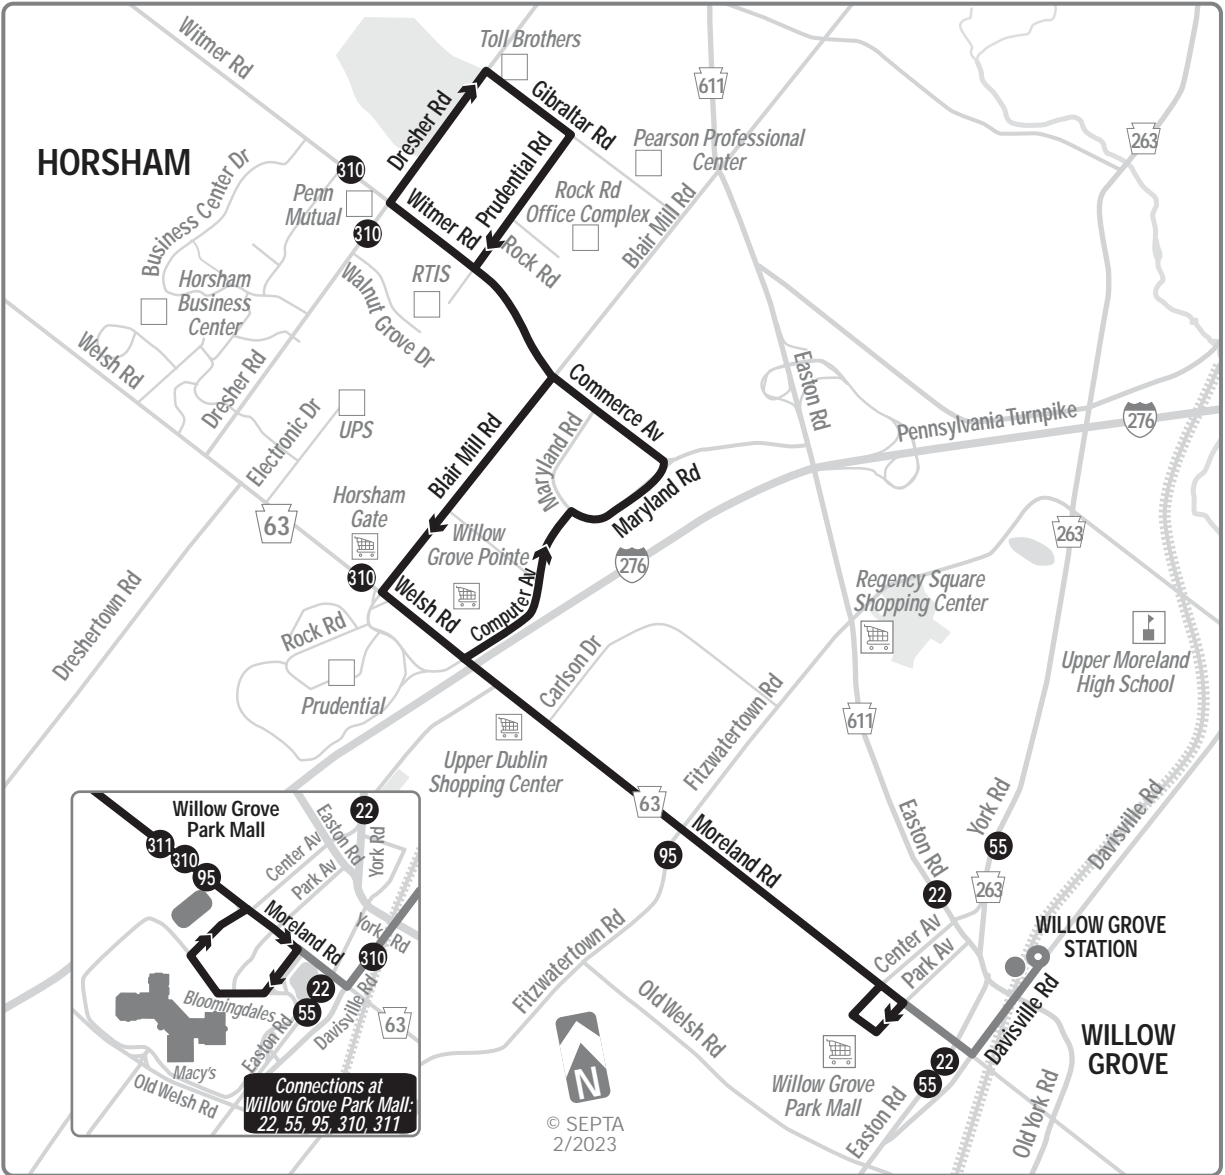 Witmer Rd
Toll Brothers
611
Gibraltar Rd
Dresher Rd
Pearson Professional
Center
263
HORSHAM
Business Center Dr
310
Penn
Mutual
Prudential Rd
Rock Rd
Office Complex
Witmer Rd
310
Rock Rd
Blair Mill Rd
RTIS
Walnut Grove Dr
Horsham
Business
Center
Welsh Rd
Dresher Rd
Commerce Av
Easton Rd
Pennsylvania Turnpike
276
UPS
Electronic Dr
Blair Mill Rd
Maryland Rd
Maryland Rd
Horsham
Gate
63
Willow
Grove Pointe
276
263
310
Welsh Rd
Computer Av
Regency Square
Shopping Center
Dreshertown Rd
Rock Rd
Prudential
Carlson Dr
Upper Moreland
High School
Upper Dublin
Shopping Center
Fitzwatertown Rd
611
63
Moreland Rd
95
Easton Rd
22
York Rd
55
263
Davisville Rd
Center Av
Park Av
WILLOW GROVE
STATION
Fitzwatertown Rd
Old Welsh Rd
Davisville Rd
WILLOW
GROVE
Willow Grove
Park Mall
22
55
Easton Rd
Old York Rd
N
© SEPTA
2/2023
Willow Grove
Park Mall
22
Easton Rd
York Rd
311
310
95
Center Av
Park Av
Moreland Rd
York Rd
310
Bloomingdales
22
55
Davisville Rd
63
Easton Rd
Macy's
Old Welsh Rd
Connections at
Willow Grove Park Mall:
22, 55, 95, 310, 311